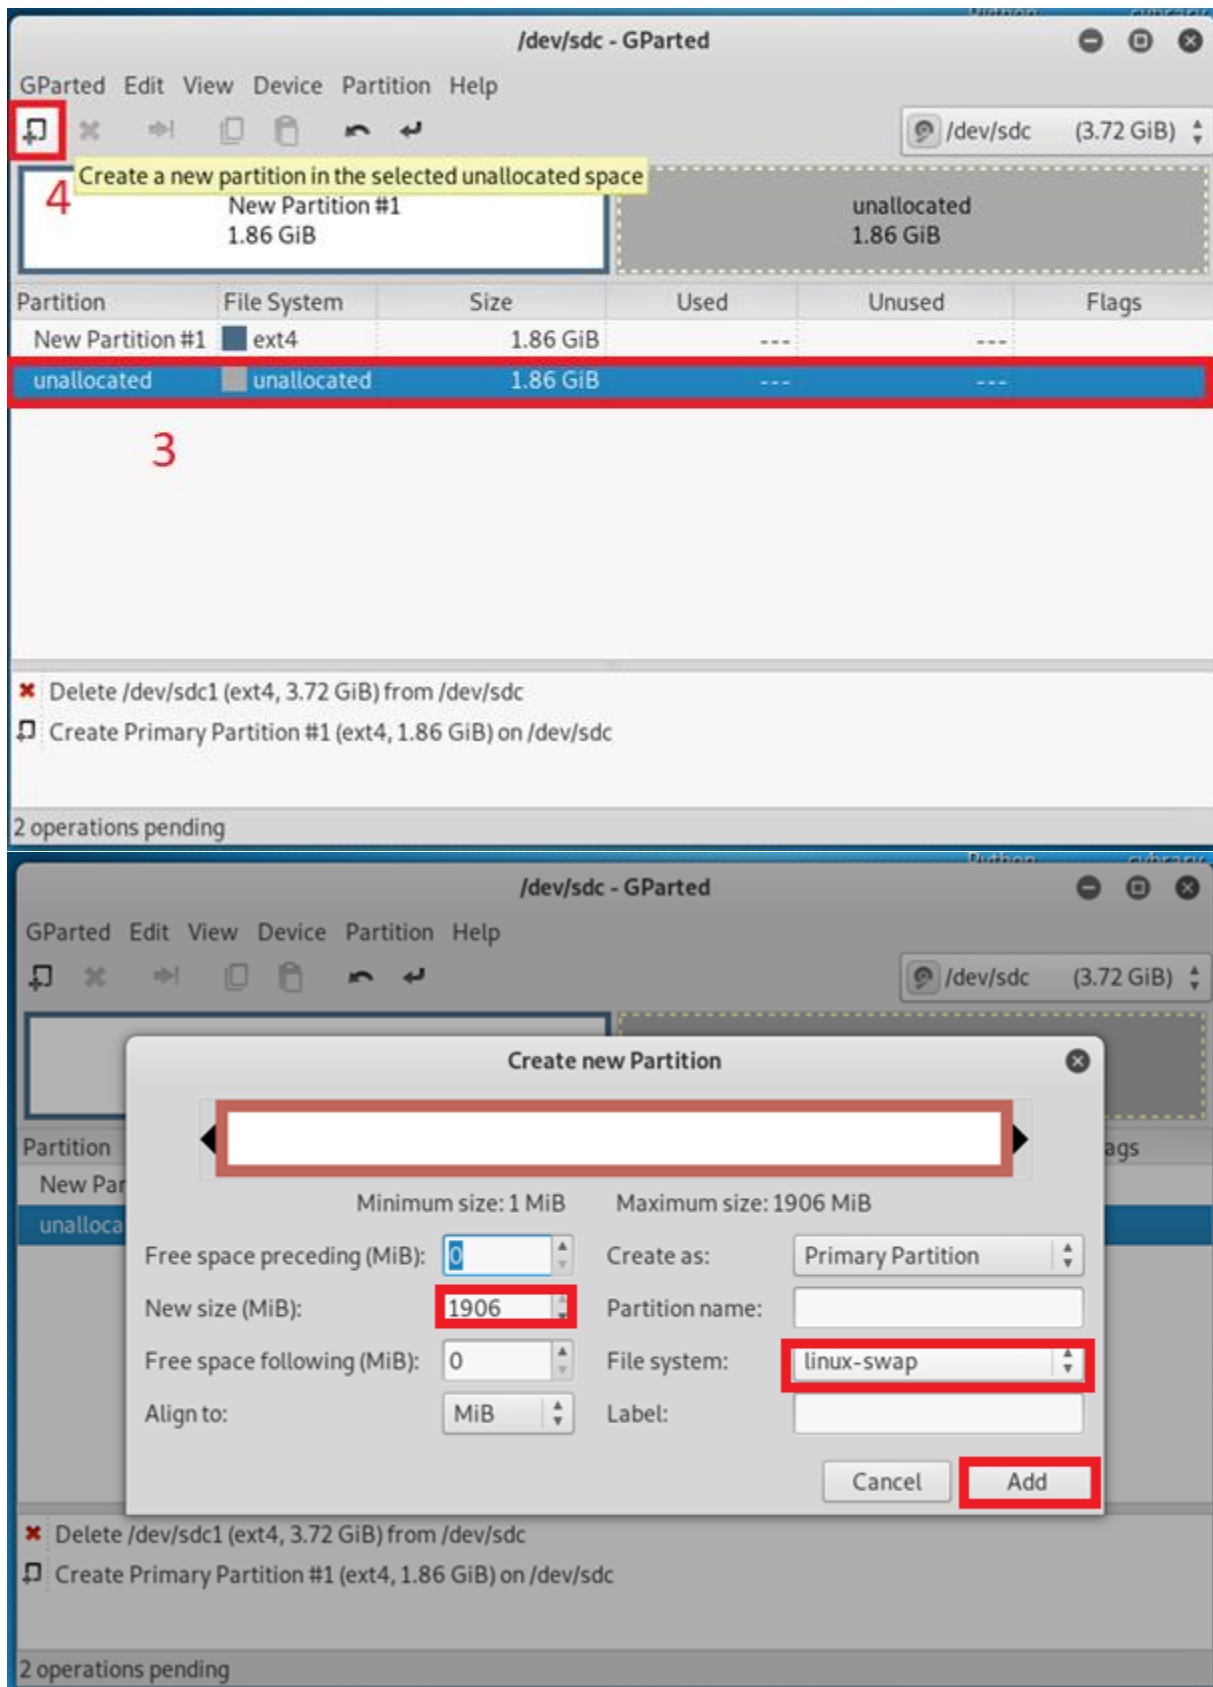 Python cybrary
/dev/sdc - GParted
GParted Edit View Device Partition Help
/dev/sdc (3.72 GiB)
Create a new partition in the selected unallocated space
4
New Partition #1
1.86 GiB
unallocated
1.86 GiB
Partition File System Size Used Unused Flags
New Partition #1 ext4 1.86 GiB --- ---
unallocated unallocated 1.86 GiB --- ---
3
Delete /dev/sdc1 (ext4, 3.72 GiB) from /dev/sdc
Create Primary Partition #1 (ext4, 1.86 GiB) on /dev/sdc
2 operations pending
Python cybrary
/dev/sdc - GParted
GParted Edit View Device Partition Help
/dev/sdc (3.72 GiB)
Create new Partition
Partition ags
New Par
unalloca
Minimum size: 1 MiB Maximum size: 1906 MiB
Free space preceding (MiB): 0 Create as: Primary Partition
New size (MiB): 1906 Partition name:
Free space following (MiB): 0 File system: linux-swap
Align to: MiB Label:
Cancel Add
Delete /dev/sdc1 (ext4, 3.72 GiB) from /dev/sdc
Create Primary Partition #1 (ext4, 1.86 GiB) on /dev/sdc
2 operations pending